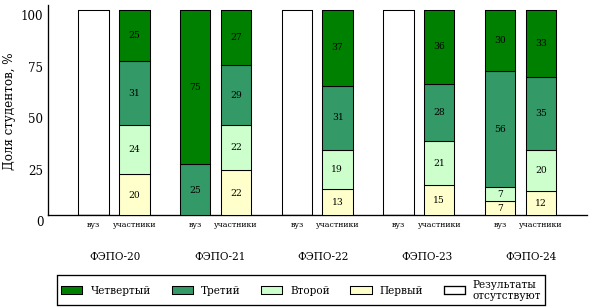 Доля студентов, %
100
75
50
25
0
25 27 37 36 30 33
31 75 29 31 28 56 35
24 22 19 21 7 20
20 25 22 13 15 7 12
вуз участники вуз участники вуз участники вуз участники вуз участники
ФЭПО-20 ФЭПО-21 ФЭПО-22 ФЭПО-23 ФЭПО-24
Четвертый Третий Второй Первый Результаты
отсутствуют